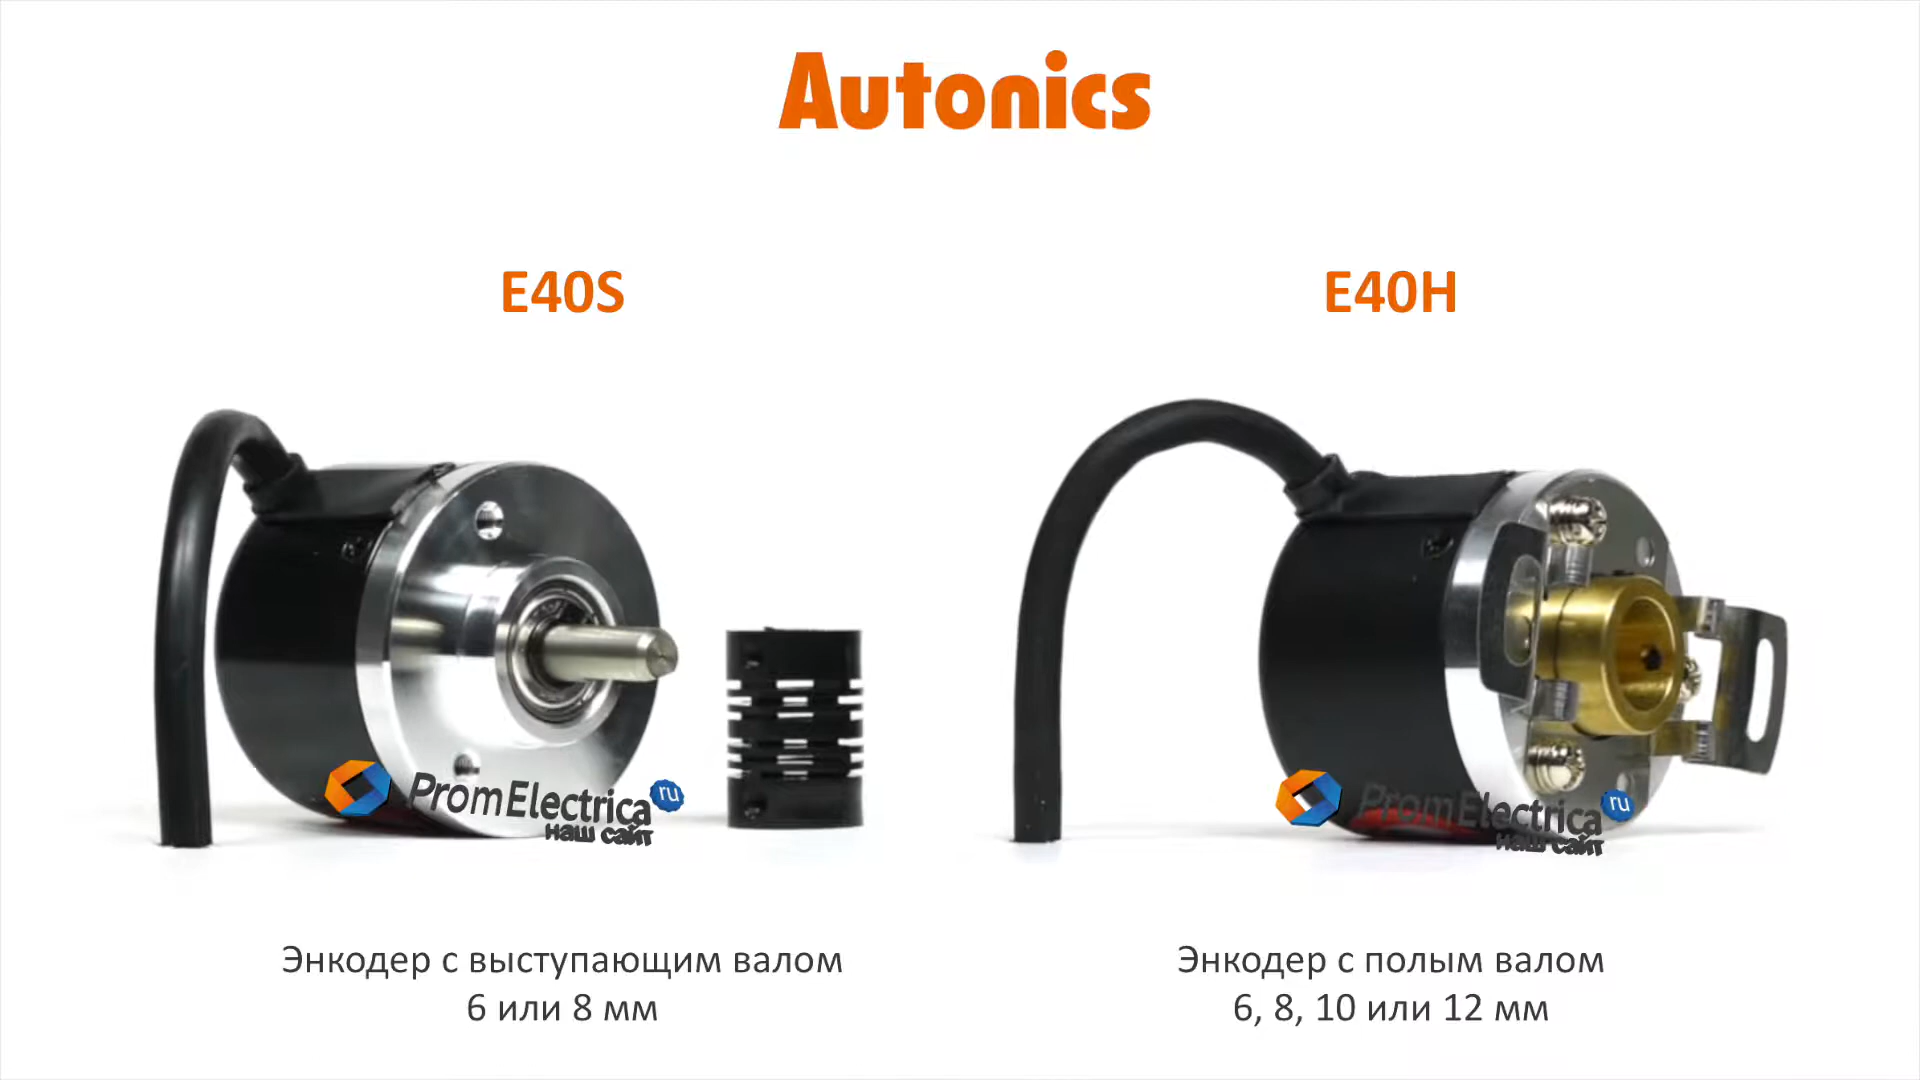 Autonics
E40S
E40H
PromElectrica ru
наш сайт
PromElectrica ru
наш сайт
Энкодер с выступающим валом
6 или 8 мм
Энкодер с полым валом
6, 8, 10 или 12 мм